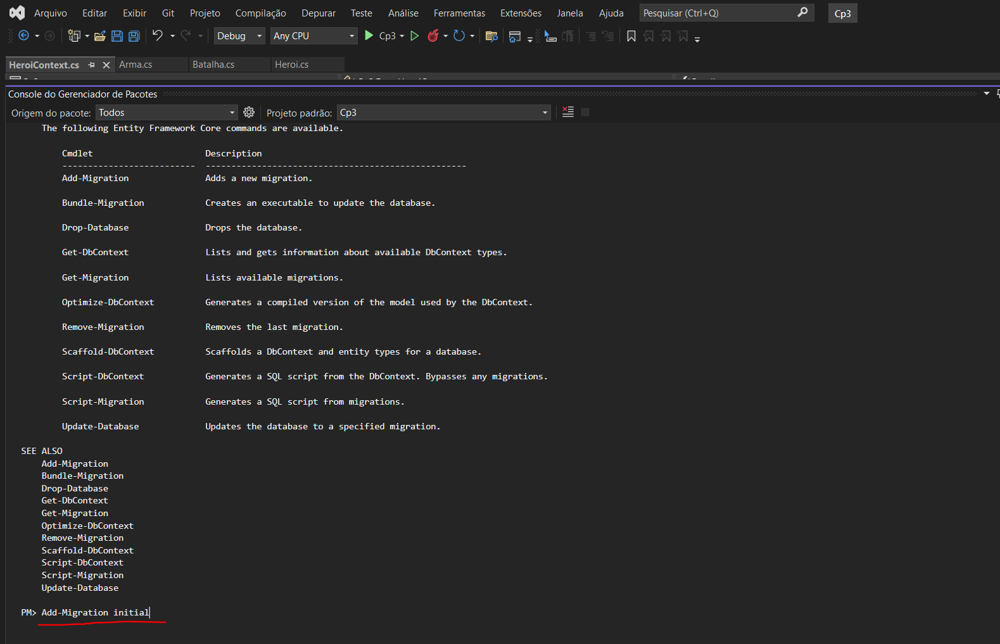 Arquivo Editar Exibir Git Projeto Compilação Depurar Teste Análise Ferramentas Extensões Janela Ajuda Pesquisar (Ctrl+Q) Cp3
Debug Any CPU Cp3
HeroiContext.cs Arma.cs Batalha.cs Heroi.cs
Console do Gerenciador de Pacotes
Origem do pacote: Todos Projeto padrão: Cp3
The following Entity Framework Core commands are available.
Cmdlet Description
-------------------------- ---------------------------------------------------
Add-Migration Adds a new migration.
Bundle-Migration Creates an executable to update the database.
Drop-Database Drops the database.
Get-DbContext Lists and gets information about available DbContext types.
Get-Migration Lists available migrations.
Optimize-DbContext Generates a compiled version of the model used by the DbContext.
Remove-Migration Removes the last migration.
Scaffold-DbContext Scaffolds a DbContext and entity types for a database.
Script-DbContext Generates a SQL script from the DbContext. Bypasses any migrations.
Script-Migration Generates a SQL script from migrations.
Update-Database Updates the database to a specified migration.
SEE ALSO
Add-Migration
Bundle-Migration
Drop-Database
Get-DbContext
Get-Migration
Optimize-DbContext
Remove-Migration
Scaffold-DbContext
Script-DbContext
Script-Migration
Update-Database
PM> Add-Migration initial